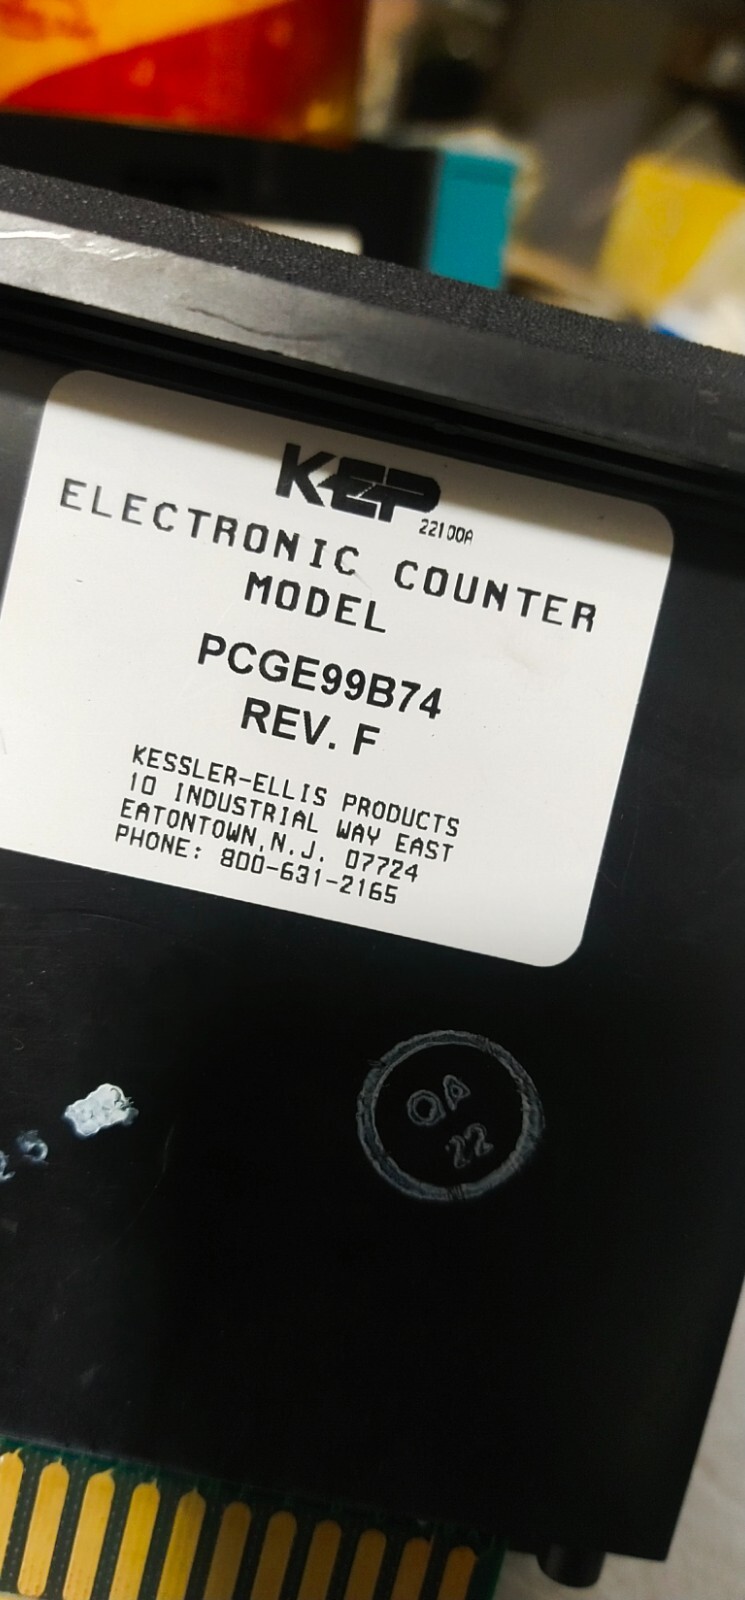 KEP
22100A
ELECTRONIC COUNTER
MODEL
PCGE99B74
REV. F
KESSLER-ELLIS PRODUCTS
10 INDUSTRIAL WAY EAST
EATONTOWN,N.J. 07724
PHONE: 800-631-2165
QA
22